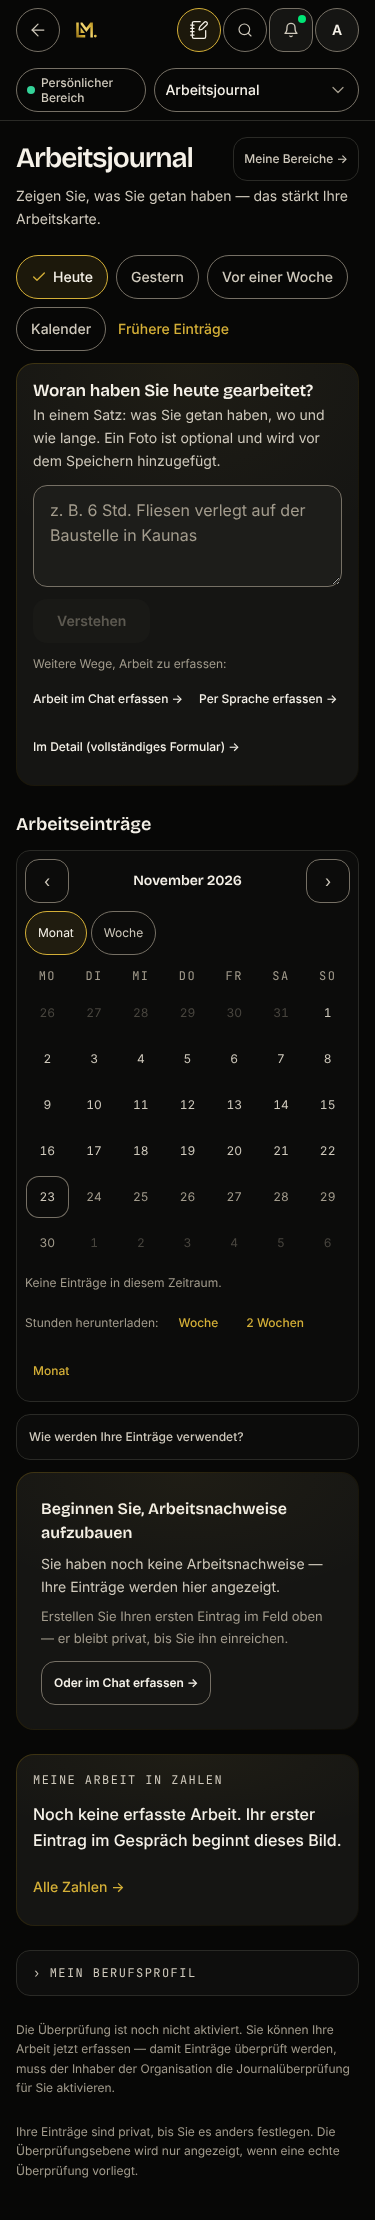 LM.
A
Persönlicher
Bereich
Arbeitsjournal
Arbeitsjournal
Meine Bereiche →
Zeigen Sie, was Sie getan haben — das stärkt Ihre
Arbeitskarte.
Heute
Gestern
Vor einer Woche
Kalender
Frühere Einträge
Woran haben Sie heute gearbeitet?
In einem Satz: was Sie getan haben, wo und
wie lange. Ein Foto ist optional und wird vor
dem Speichern hinzugefügt.
z. B. 6 Std. Fliesen verlegt auf der
Baustelle in Kaunas
Verstehen
Weitere Wege, Arbeit zu erfassen:
Arbeit im Chat erfassen → Per Sprache erfassen →
Im Detail (vollständiges Formular) →
Arbeitseinträge
‹ November 2026 ›
Monat Woche
MO DI MI DO FR SA SO
26 27 28 29 30 31 1
2 3 4 5 6 7 8
9 10 11 12 13 14 15
16 17 18 19 20 21 22
23 24 25 26 27 28 29
30 1 2 3 4 5 6
Keine Einträge in diesem Zeitraum.
Stunden herunterladen: Woche 2 Wochen
Monat
Wie werden Ihre Einträge verwendet?
Beginnen Sie, Arbeitsnachweise
aufzubauen
Sie haben noch keine Arbeitsnachweise —
Ihre Einträge werden hier angezeigt.
Erstellen Sie Ihren ersten Eintrag im Feld oben
— er bleibt privat, bis Sie ihn einreichen.
Oder im Chat erfassen →
MEINE ARBEIT IN ZAHLEN
Noch keine erfasste Arbeit. Ihr erster
Eintrag im Gespräch beginnt dieses Bild.
Alle Zahlen →
› MEIN BERUFSPROFIL
Die Überprüfung ist noch nicht aktiviert. Sie können Ihre
Arbeit jetzt erfassen — damit Einträge überprüft werden,
muss der Inhaber der Organisation die Journalüberprüfung
für Sie aktivieren.
Ihre Einträge sind privat, bis Sie es anders festlegen. Die
Überprüfungsebene wird nur angezeigt, wenn eine echte
Überprüfung vorliegt.